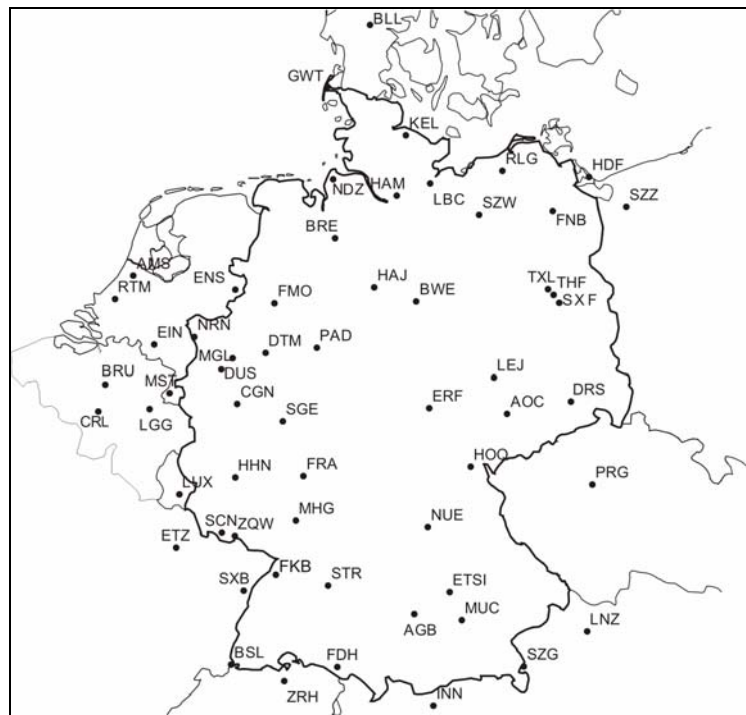 BLL
GWT
KEL
RLG
HDF
NDZ
HAM
LBC
SZW
FNB
SZZ
BRE
AMS
RTM
ENS
FMO
HAJ
BWE
TXL
THF
SXF
EIN
NRN
MGL
DTM
PAD
DUS
BRU
MST
CGN
LEJ
CRL
LGG
SGE
ERF
AOC
DRS
HHN
FRA
HOQ
PRG
LUX
MHG
NUE
ETZ
SCN
ZQW
FKB
STR
SXB
ETSI
AGB
MUC
LNZ
BSL
FDH
SZG
ZRH
INN